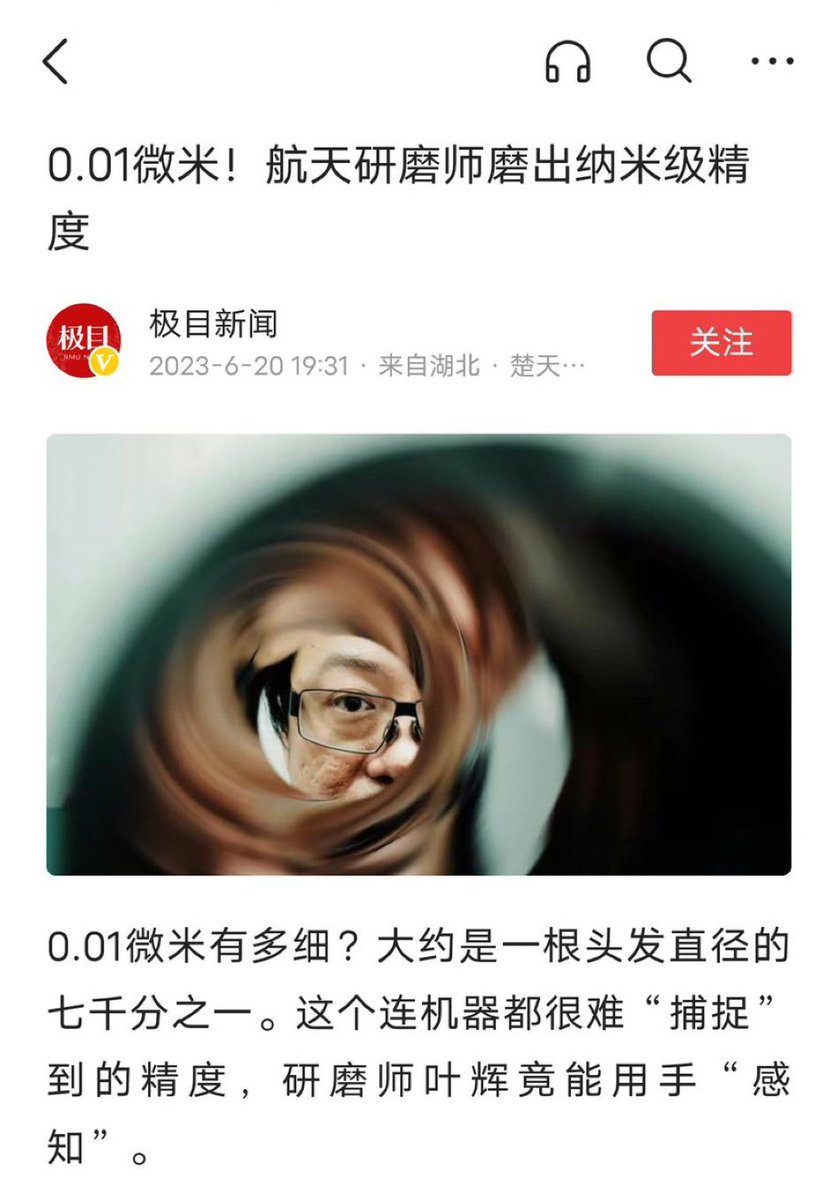 0.01微米！航天研磨师磨出纳米级精
度
极目
极目新闻
2023-6-20 19:31 · 来自湖北 · 楚天…
关注
0.01微米有多细？大约是一根头发直径的
七千分之一。这个连机器都很难“捕捉”
到的精度，研磨师叶辉竟能用手“感
知”。